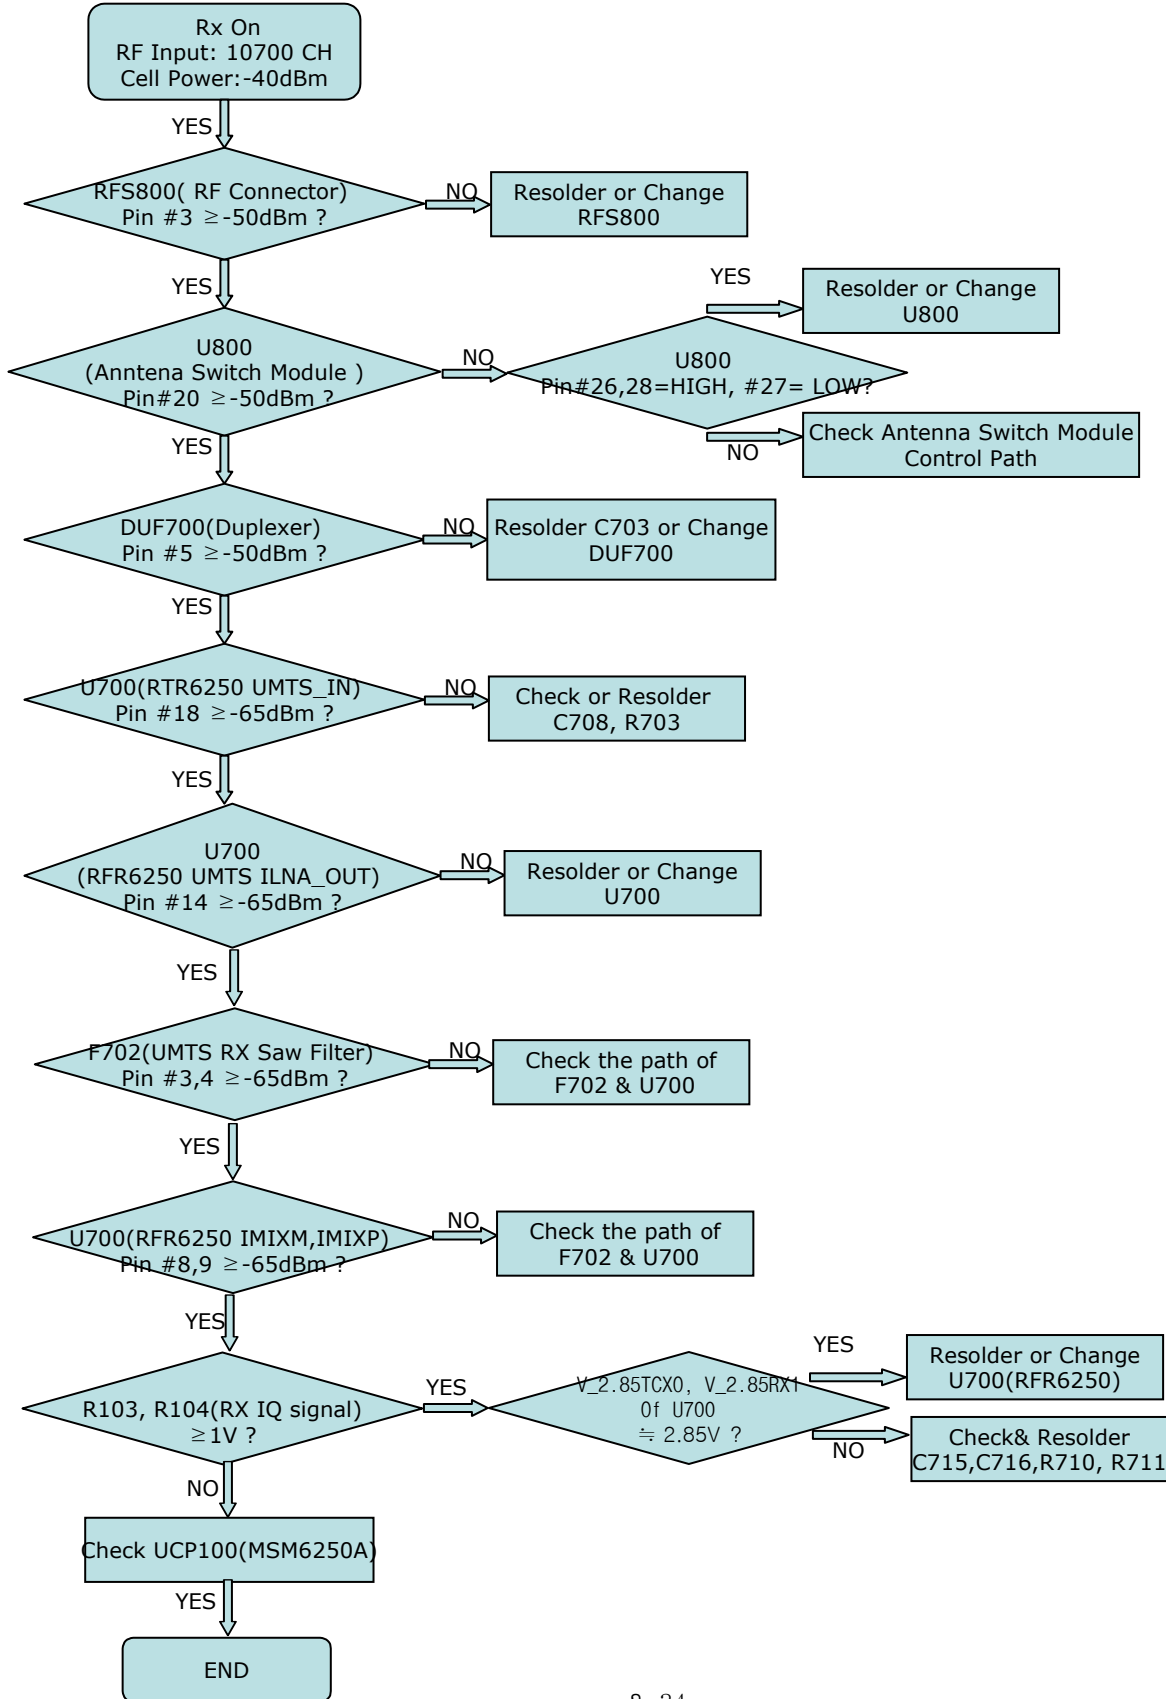 Rx On
RF Input: 10700 CH
Cell Power:-40dBm
YES
RFS800( RF Connector)
Pin #3 ≥-50dBm ?
NO
Resolder or Change
RFS800
YES
U800
(Anntena Switch Module )
Pin#20 ≥-50dBm ?
NO
U800
Pin#26,28=HIGH, #27= LOW?
YES
Resolder or Change
U800
NO
Check Antenna Switch Module
Control Path
YES
DUF700(Duplexer)
Pin #5 ≥-50dBm ?
NO
Resolder C703 or Change
DUF700
YES
U700(RTR6250 UMTS_IN)
Pin #18 ≥-65dBm ?
NO
Check or Resolder
C708, R703
YES
U700
(RFR6250 UMTS ILNA_OUT)
Pin #14 ≥-65dBm ?
NO
Resolder or Change
U700
YES
F702(UMTS RX Saw Filter)
Pin #3,4 ≥-65dBm ?
NO
Check the path of
F702 & U700
YES
U700(RFR6250 IMIXM,IMIXP)
Pin #8,9 ≥-65dBm ?
NO
Check the path of
F702 & U700
YES
R103, R104(RX IQ signal)
≥1V ?
YES
V_2.85TCXO, V_2.85RX1
Of U700
≒ 2.85V ?
YES
Resolder or Change
U700(RFR6250)
NO
Check& Resolder
C715,C716,R710, R711
NO
Check UCP100(MSM6250A)
YES
END